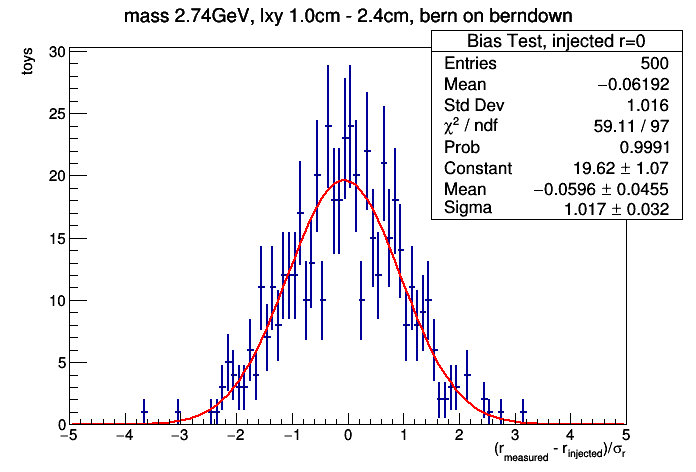 mass 2.74GeV, lxy 1.0cm - 2.4cm, bern on berndown
toys
Bias Test, injected r=0
Entries 500
Mean −0.06192
Std Dev 1.016
χ² / ndf 59.11 / 97
Prob 0.9991
Constant 19.62 ± 1.07
Mean −0.0596 ± 0.0455
Sigma 1.017 ± 0.032
30
25
20
15
10
5
0
−5 −4 −3 −2 −1 0 1 2 3 4 5
(r_measured - r_injected)/σ_r